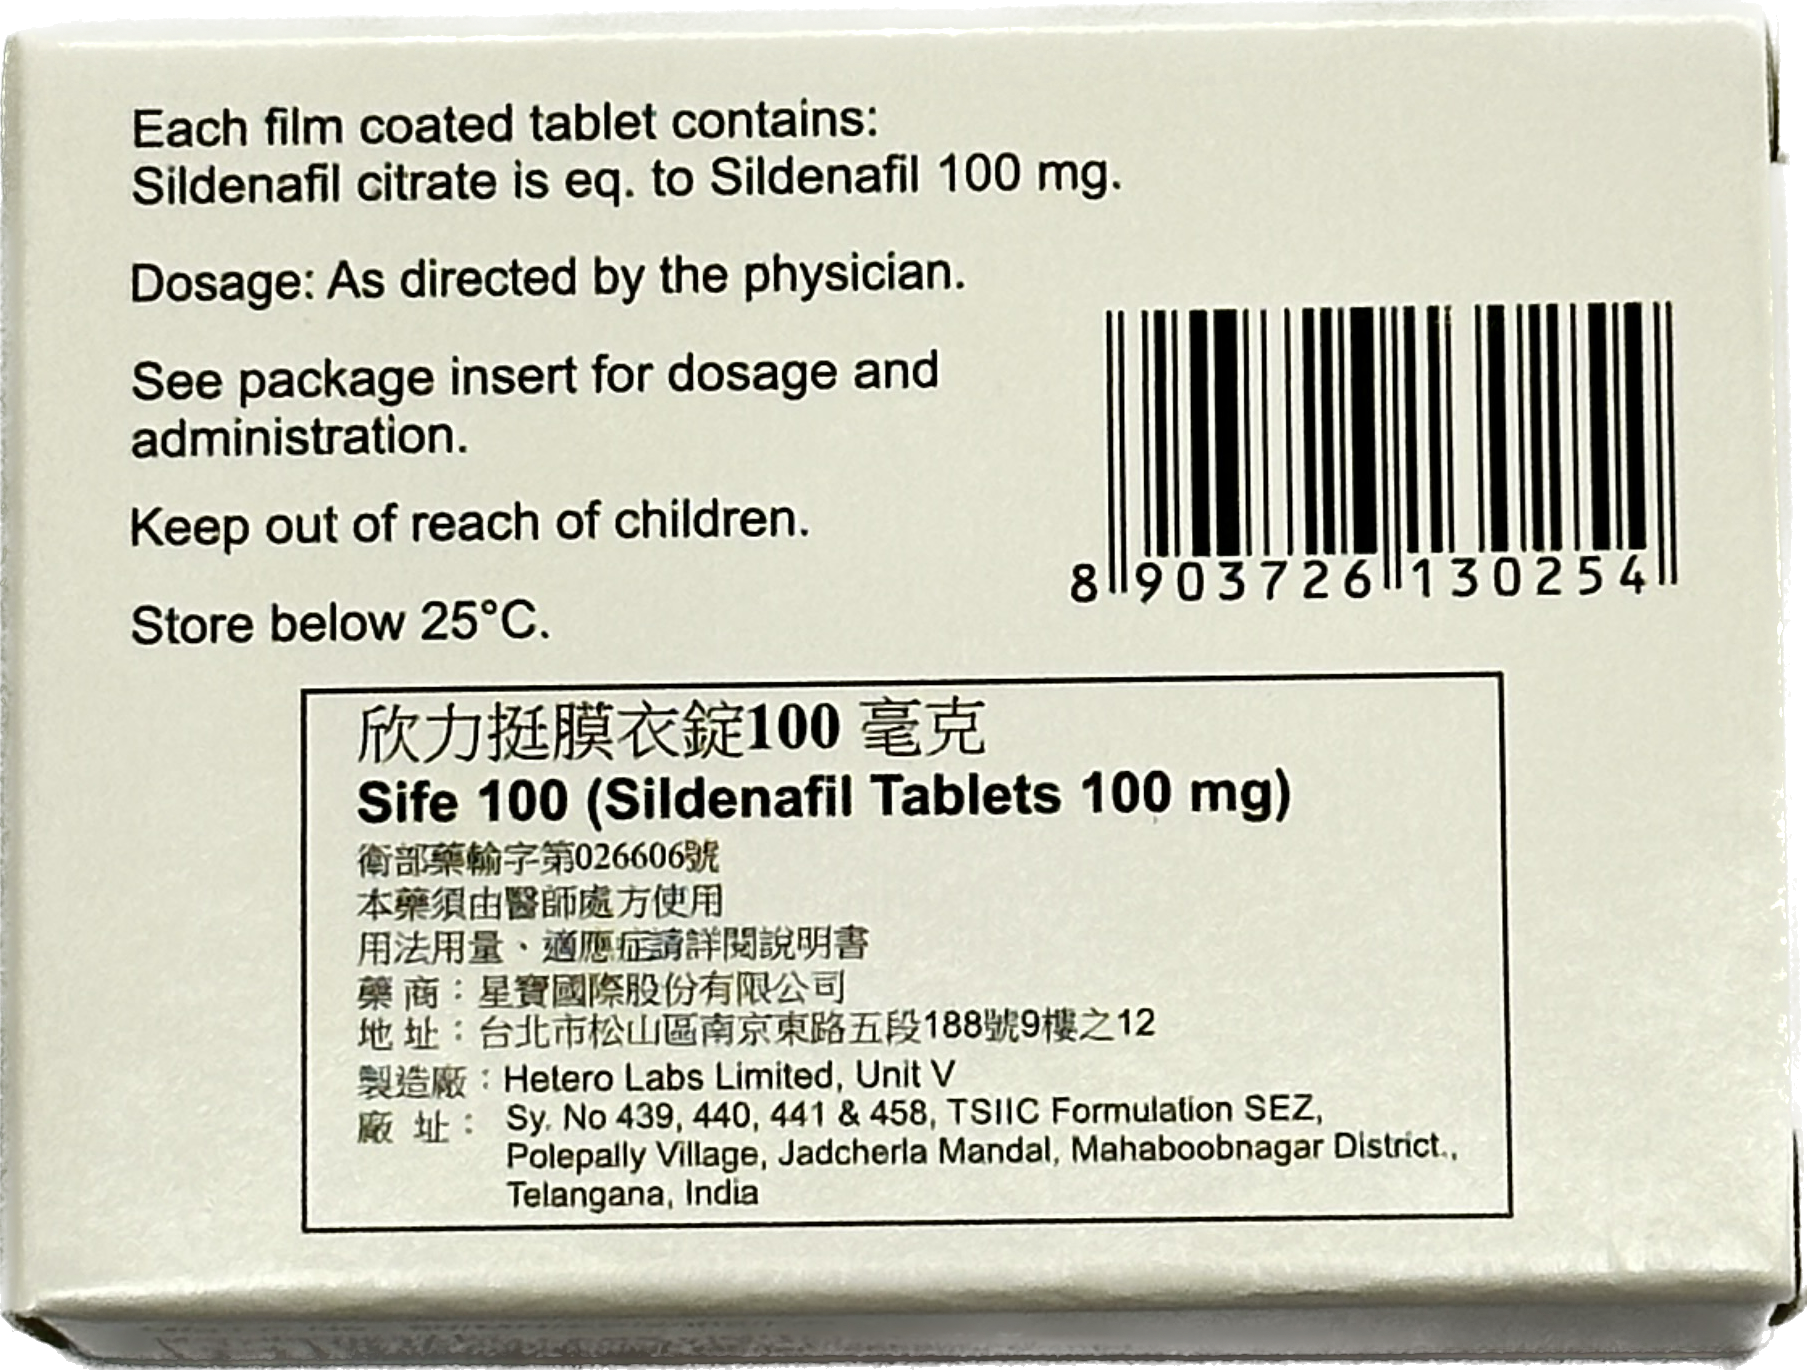 Each film coated tablet contains:
Sildenafil citrate is eq. to Sildenafil 100 mg.
Dosage: As directed by the physician.
See package insert for dosage and
administration.
Keep out of reach of children.
Store below 25°C.
8 903726 130254
欣力挺膜衣錠100 毫克
Sife 100 (Sildenafil Tablets 100 mg)
衛部藥輸字第026606號
本藥須由醫師處方使用
用法用量、適應症請詳閱說明書
藥 商：星寶國際股份有限公司
地 址：台北市松山區南京東路五段188號9樓之12
製造廠：Hetero Labs Limited, Unit V
廠 址： Sy. No 439, 440, 441 & 458, TSIIC Formulation SEZ,
Polepally Village, Jadcherla Mandal, Mahaboobnagar District.,
Telangana, India